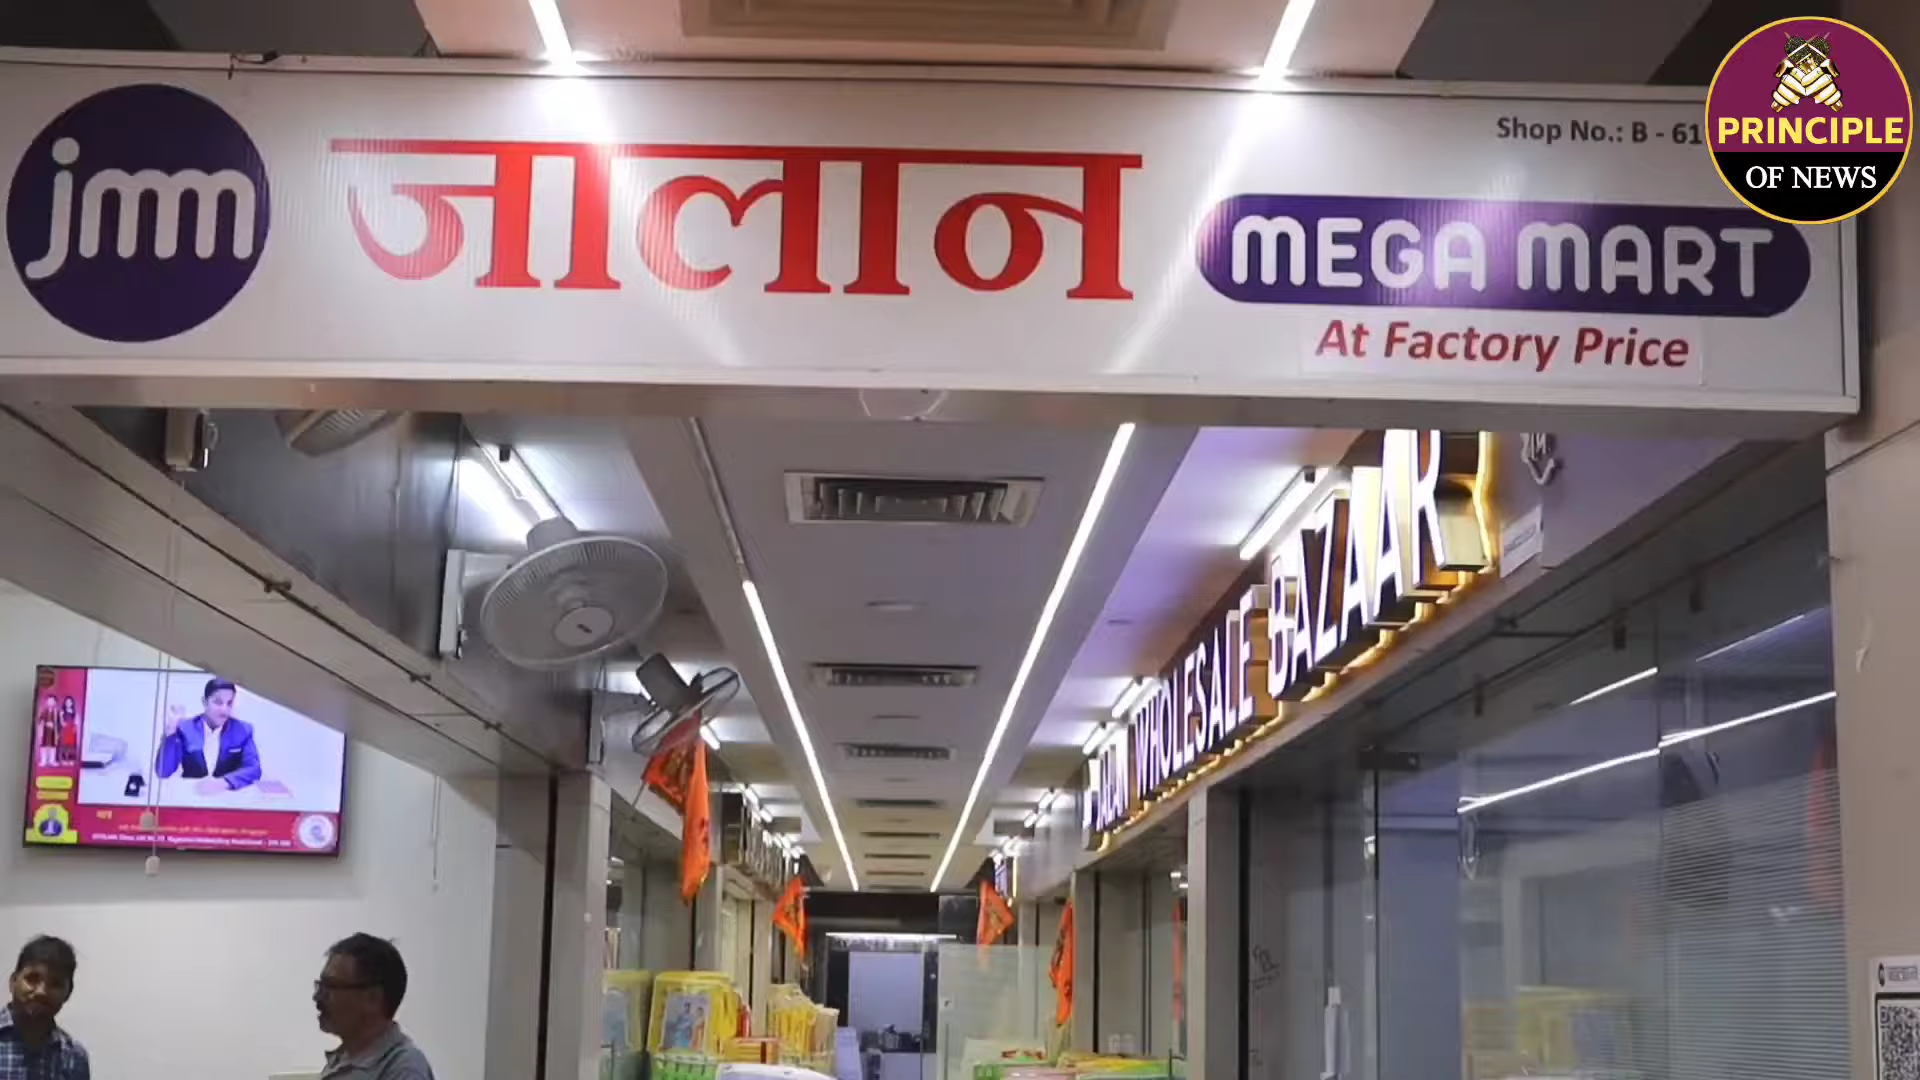 jmm
जालान
MEGA MART
At Factory Price
Shop No.: B - 61
PRINCIPLE
OF NEWS
WHOLESALE BAZAAR